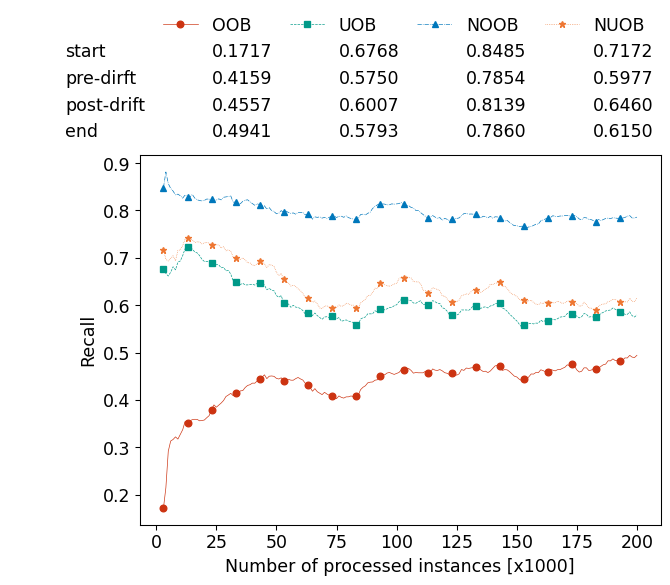 OOB UOB NOOB NUOB
start 0.1717 0.6768 0.8485 0.7172
pre-dirft 0.4159 0.5750 0.7854 0.5977
post-drift 0.4557 0.6007 0.8139 0.6460
end 0.4941 0.5793 0.7860 0.6150
0.9
0.8
0.7
0.6
0.5
0.4
0.3
0.2
Recall
0 25 50 75 100 125 150 175 200
Number of processed instances [x1000]